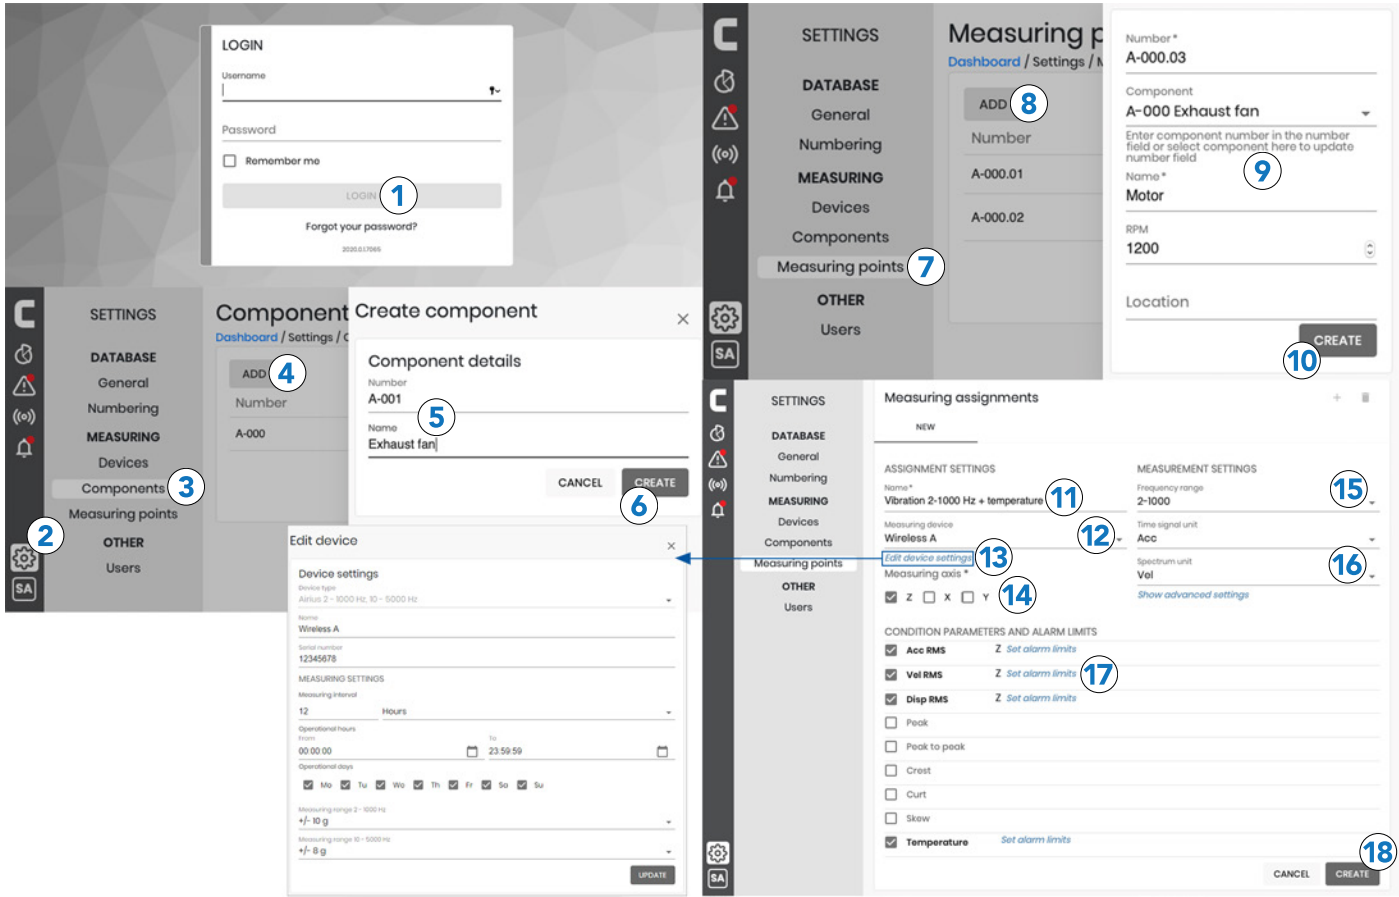 LOGIN
Username
Password
Remember me
LOGIN
1
Forgot your password?
2020.0.17065
SETTINGS
DATABASE
General
Numbering
MEASURING
Devices
Components
3
Measuring points
OTHER
Users
2
SA
Component
Dashboard / Settings / C
ADD
4
Number
A-000
Create component
Component details
Number
A-001
5
Name
Exhaust fan
CANCEL
CREATE
6
Edit device
Device settings
Device type
Airius 2 - 1000 Hz, 10 - 5000 Hz
Name
Wireless A
Serial number
12345678
MEASURING SETTINGS
Measuring interval
12 Hours
Operational hours
From To
00:00:00 23:59:59
Operational days
Mo Tu We Th Fr Sa Su
Measuring range 2 - 1000 Hz
+/- 10 g
Measuring range 10 - 5000 Hz
+/- 8 g
UPDATE
SETTINGS
DATABASE
General
Numbering
MEASURING
Devices
Components
Measuring points
7
OTHER
Users
SA
Measuring p
Dashboard / Settings / M
ADD
8
Number
A-000.01
A-000.02
Number *
A-000.03
Component
A-000 Exhaust fan
Enter component number in the number
field or select component here to update
number field
9
Name *
Motor
RPM
1200
Location
CREATE
10
SETTINGS
DATABASE
General
Numbering
MEASURING
Devices
Components
Measuring points
OTHER
Users
SA
Measuring assignments
NEW
ASSIGNMENT SETTINGS
Name *
Vibration 2-1000 Hz + temperature
11
Measuring device
Wireless A
12
Edit device settings
13
Measuring axis *
Z X Y
14
MEASUREMENT SETTINGS
Frequency range
2-1000
15
Time signal unit
Acc
Spectrum unit
Vel
16
Show advanced settings
CONDITION PARAMETERS AND ALARM LIMITS
Acc RMS Z Set alarm limits
Vel RMS Z Set alarm limits
17
Disp RMS Z Set alarm limits
Peak
Peak to peak
Crest
Curt
Skew
Temperature Set alarm limits
18
CANCEL
CREATE